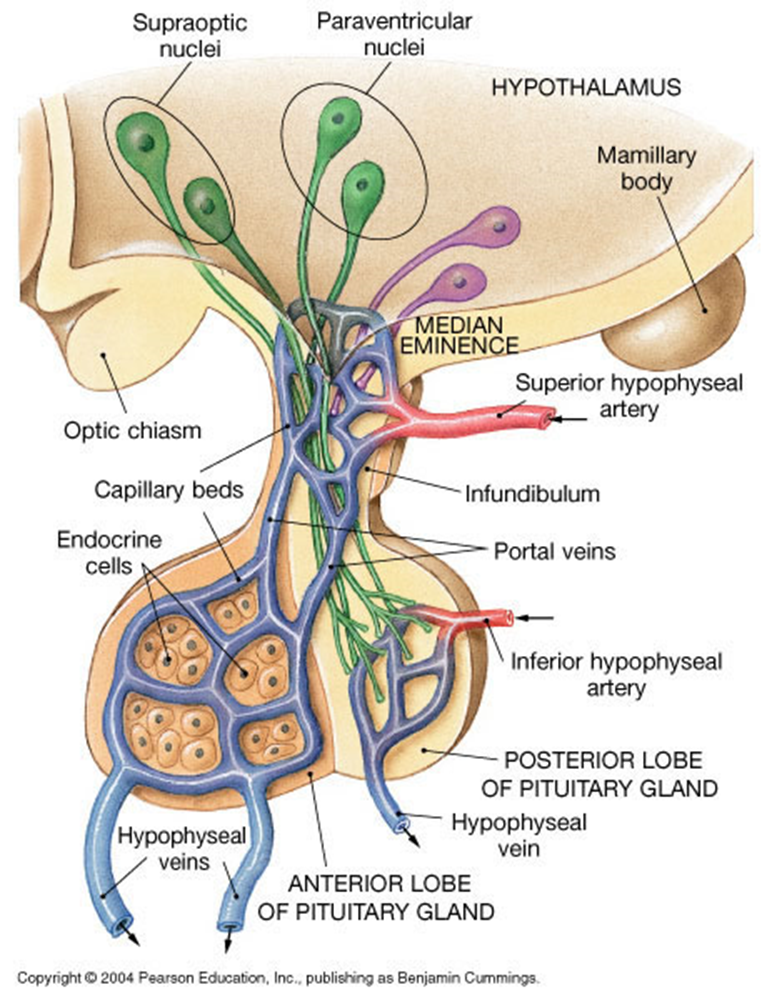 Supraoptic
nuclei
Paraventricular
nuclei
HYPOTHALAMUS
Mamillary
body
MEDIAN
EMINENCE
Superior hypophyseal
artery
Optic chiasm
Capillary beds
Infundibulum
Endocrine
cells
Portal veins
Inferior hypophyseal
artery
POSTERIOR LOBE
OF PITUITARY GLAND
Hypophyseal
vein
Hypophyseal
veins
ANTERIOR LOBE
OF PITUITARY GLAND
Copyright © 2004 Pearson Education, Inc., publishing as Benjamin Cummings.